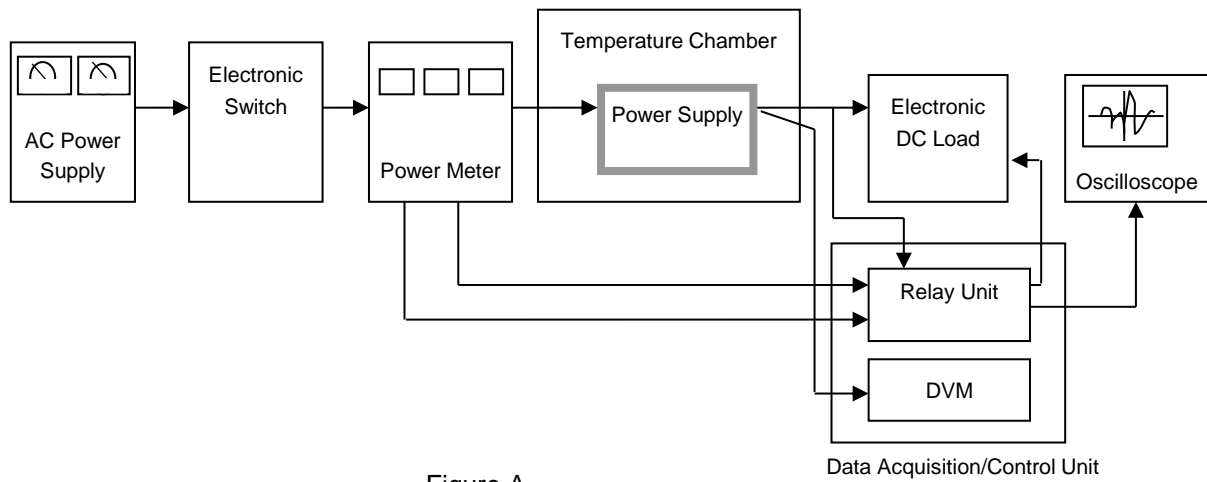 AC Power
Supply
Electronic
Switch
Power Meter
Temperature Chamber
Power Supply
Electronic
DC Load
Oscilloscope
Relay Unit
DVM
Data Acquisition/Control Unit
Figure A